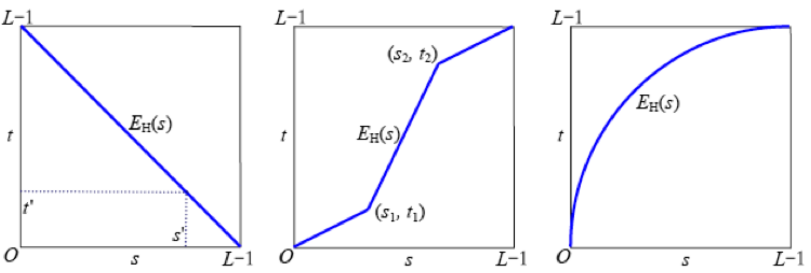 L−1
t
E_H(s)
t'
s'
O
s
L−1
L−1
(s₂, t₂)
t
E_H(s)
(s₁, t₁)
O
s
L−1
L−1
E_H(s)
t
O
s
L−1